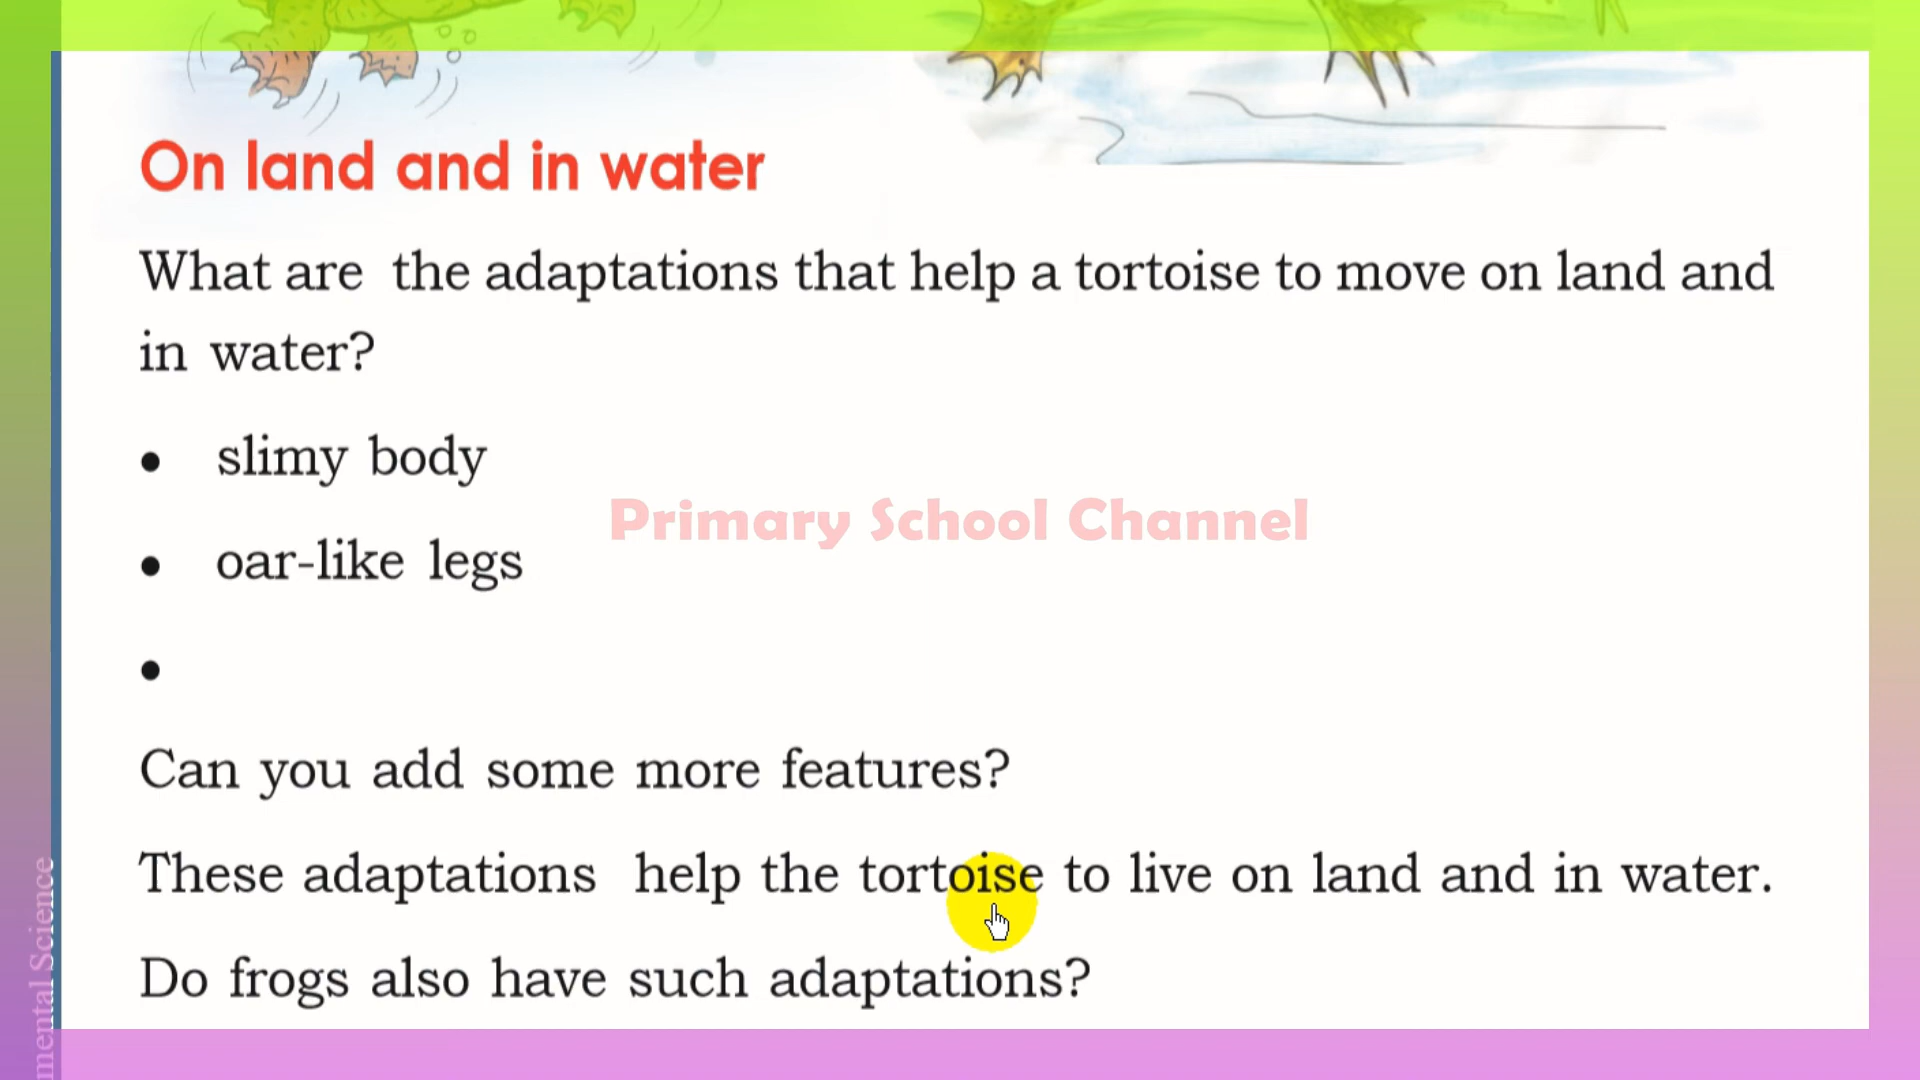 On land and in water
What are the adaptations that help a tortoise to move on land and
in water?
• slimy body
Primary School Channel
• oar-like legs
•
Can you add some more features?
These adaptations help the tortoise to live on land and in water.
Do frogs also have such adaptations?
mental Science